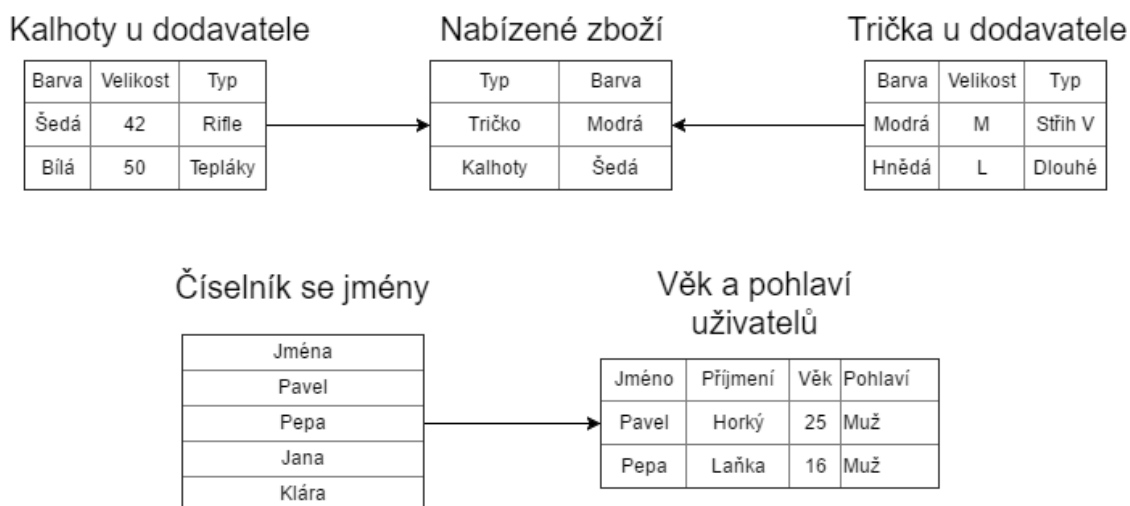 Kalhoty u dodavatele
Barva Velikost Typ
Šedá 42 Rifle
Bílá 50 Tepláky
Nabízené zboží
Typ Barva
Tričko Modrá
Kalhoty Šedá
Trička u dodavatele
Barva Velikost Typ
Modrá M Střih V
Hnědá L Dlouhé
Číselník se jmény
Jména
Pavel
Pepa
Jana
Klára
Věk a pohlaví
uživatelů
Jméno Příjmení Věk Pohlaví
Pavel Horký 25 Muž
Pepa Laňka 16 Muž